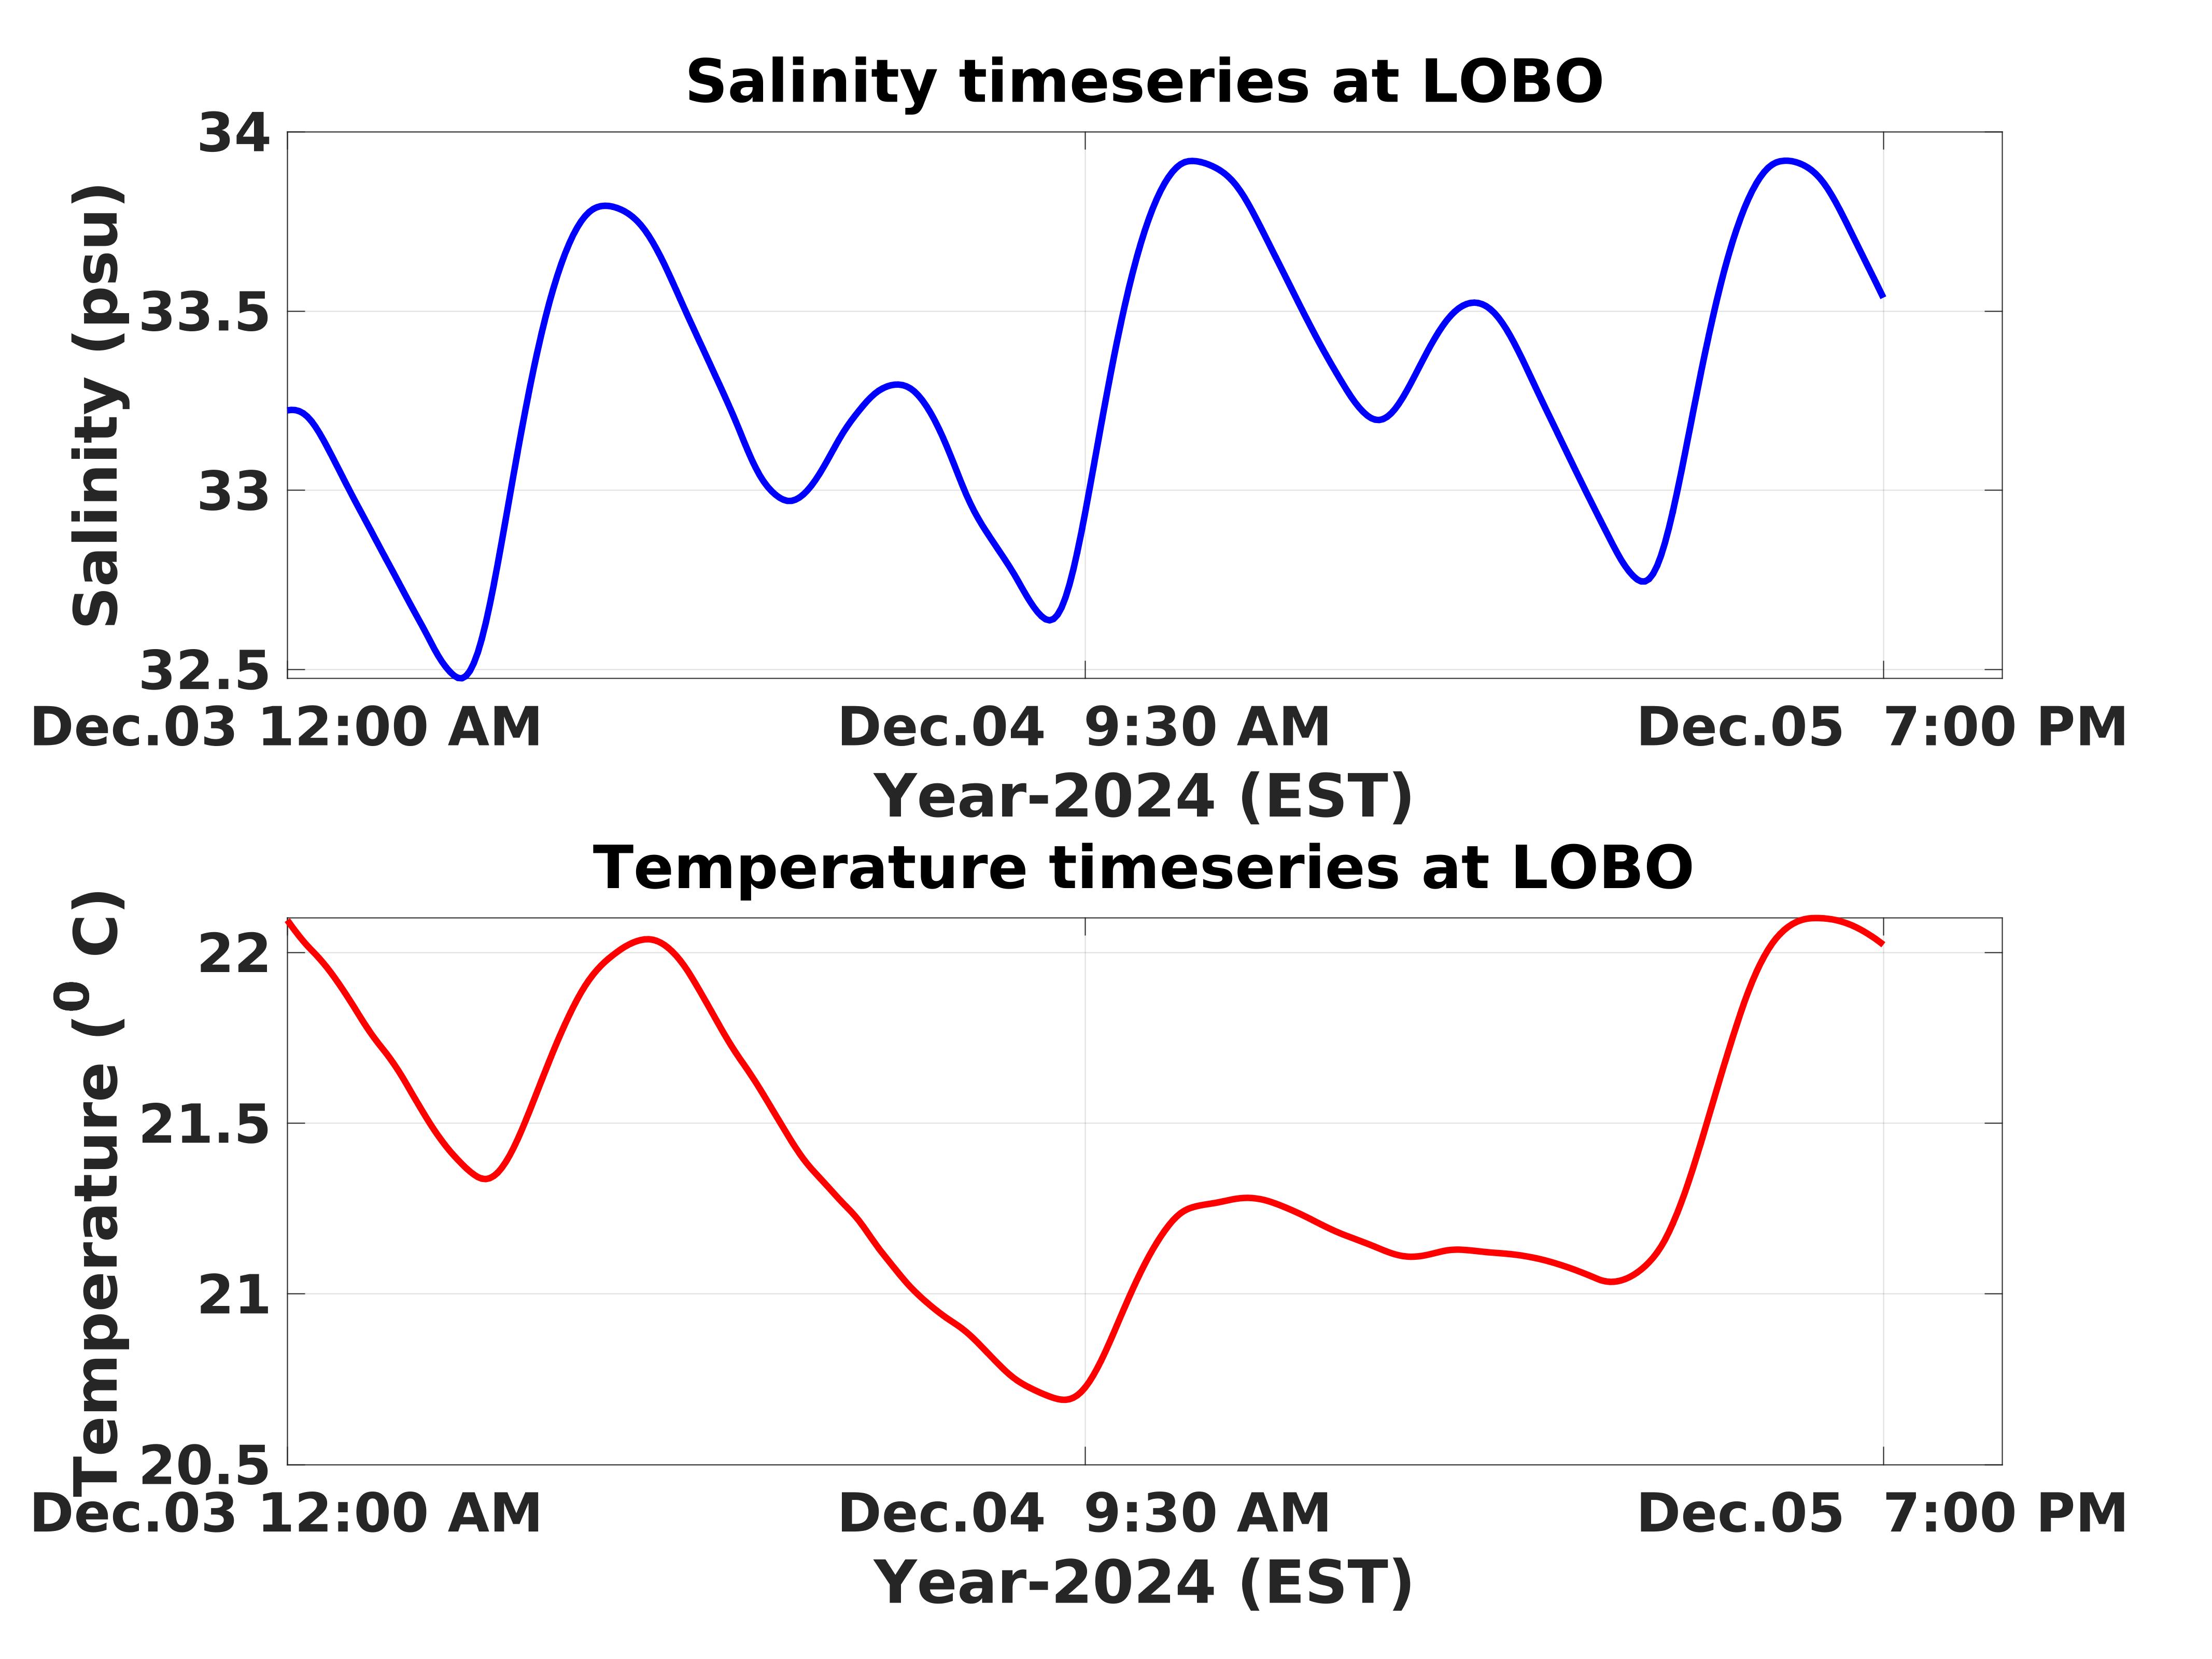 Salinity timeseries at LOBO
Salinity (psu)
34
33.5
33
32.5
Dec.03 12:00 AM
Dec.04  9:30 AM
Dec.05  7:00 PM
Year-2024 (EST)
Temperature timeseries at LOBO
Temperature (⁰ C)
22
21.5
21
20.5
Dec.03 12:00 AM
Dec.04  9:30 AM
Dec.05  7:00 PM
Year-2024 (EST)